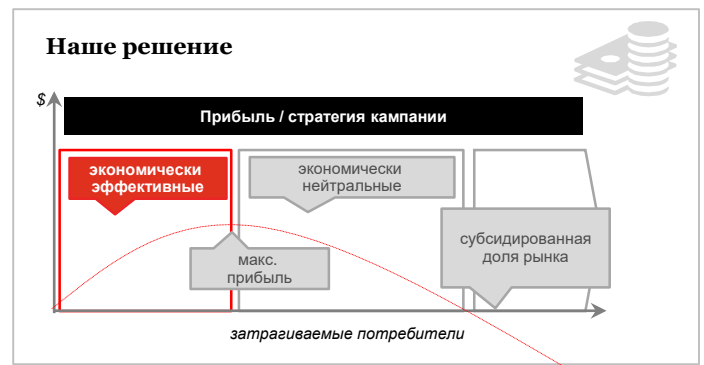 Наше решение
$
Прибыль / стратегия кампании
экономически
эффективные
экономически
нейтральные
субсидированная
доля рынка
макс.
прибыль
затрагиваемые потребители